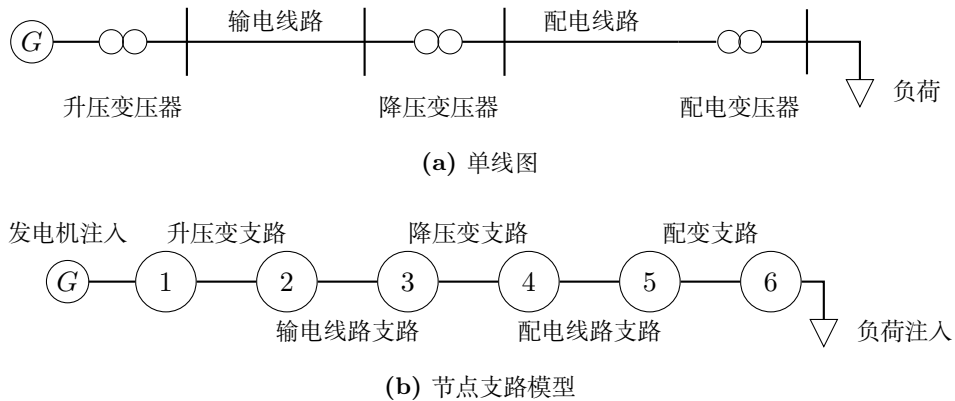 输电线路 配电线路
G
升压变压器 降压变压器 配电变压器 负荷
(a) 单线图
发电机注入 升压变支路 降压变支路 配变支路
G 1 2 3 4 5 6
输电线路支路 配电线路支路 负荷注入
(b) 节点支路模型